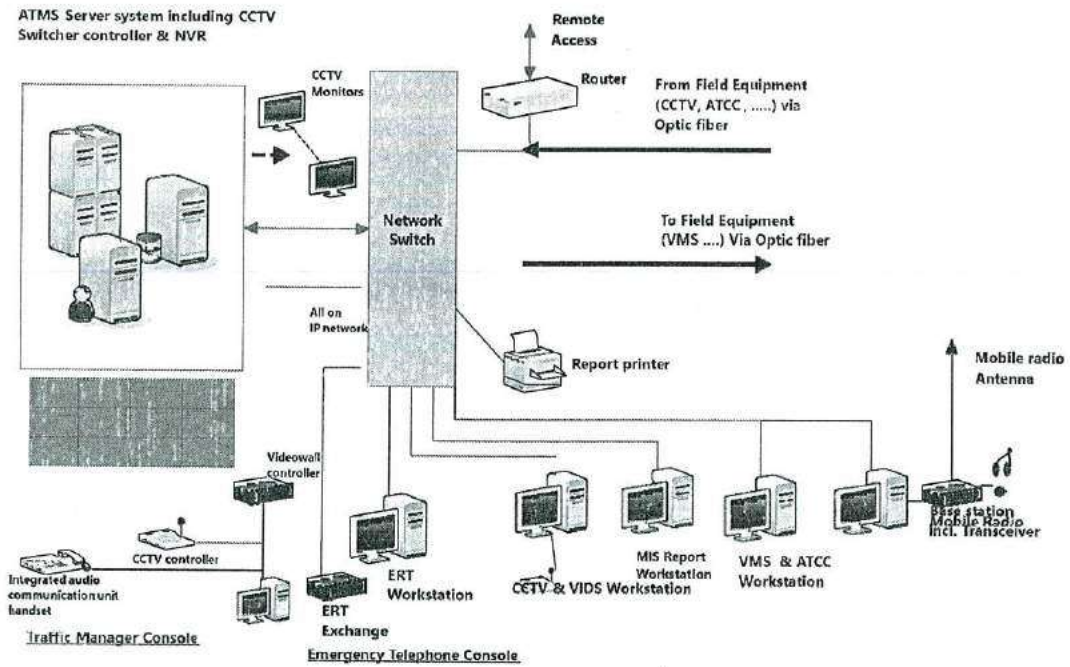 ATMS Server system including CCTV
Switcher controller & NVR
CCTV
Monitors
Remote
Access
Router
From Field Equipment
(CCTV, ATCC, .....) via
Optic fiber
Network
Switch
To Field Equipment
(VMS ....) Via Optic fiber
All on
IP network
Report printer
Mobile radio
Antenna
Videowall
controller
CCTV controller
Integrated audio
communication unit
handset
Traffic Manager Console
ERT
Workstation
ERT
Exchange
Emergency Telephone Console
CCTV & VIDS Workstation
MIS Report
Workstation
VMS & ATCC
Workstation
Base station
Mobile Radio
Incl. Transceiver